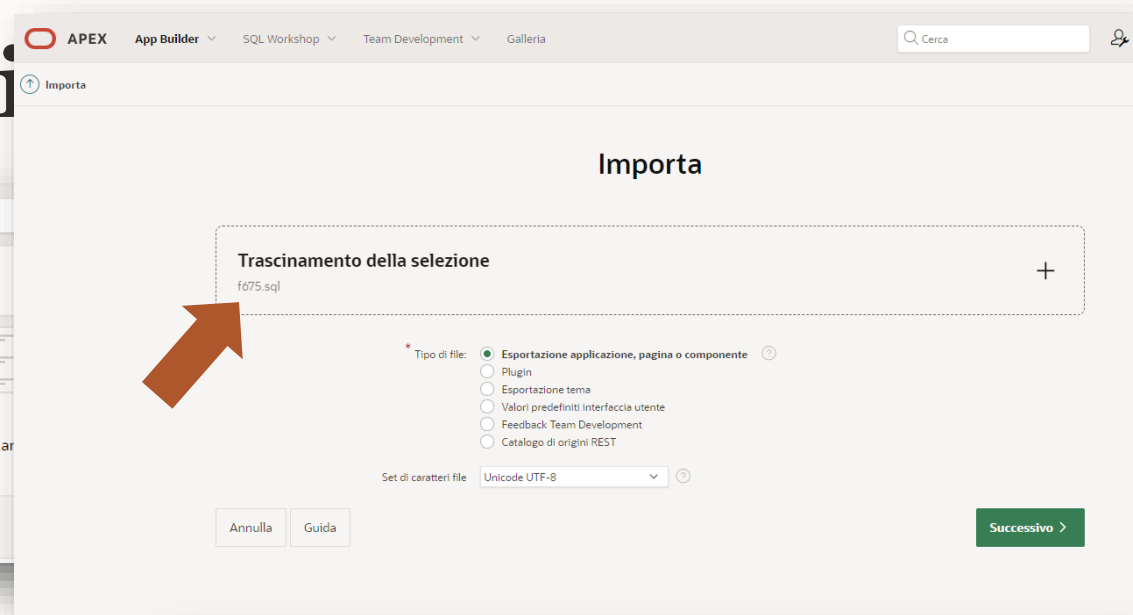 APEX App Builder SQL Workshop Team Development Galleria Cerca
Importa
Importa
Trascinamento della selezione
f675.sql
* Tipo di file: Esportazione applicazione, pagina o componente ?
Plugin
Esportazione tema
Valori predefiniti interfaccia utente
Feedback Team Development
Catalogo di origini REST
Set di caratteri file Unicode UTF-8 ?
Annulla Guida Successivo >